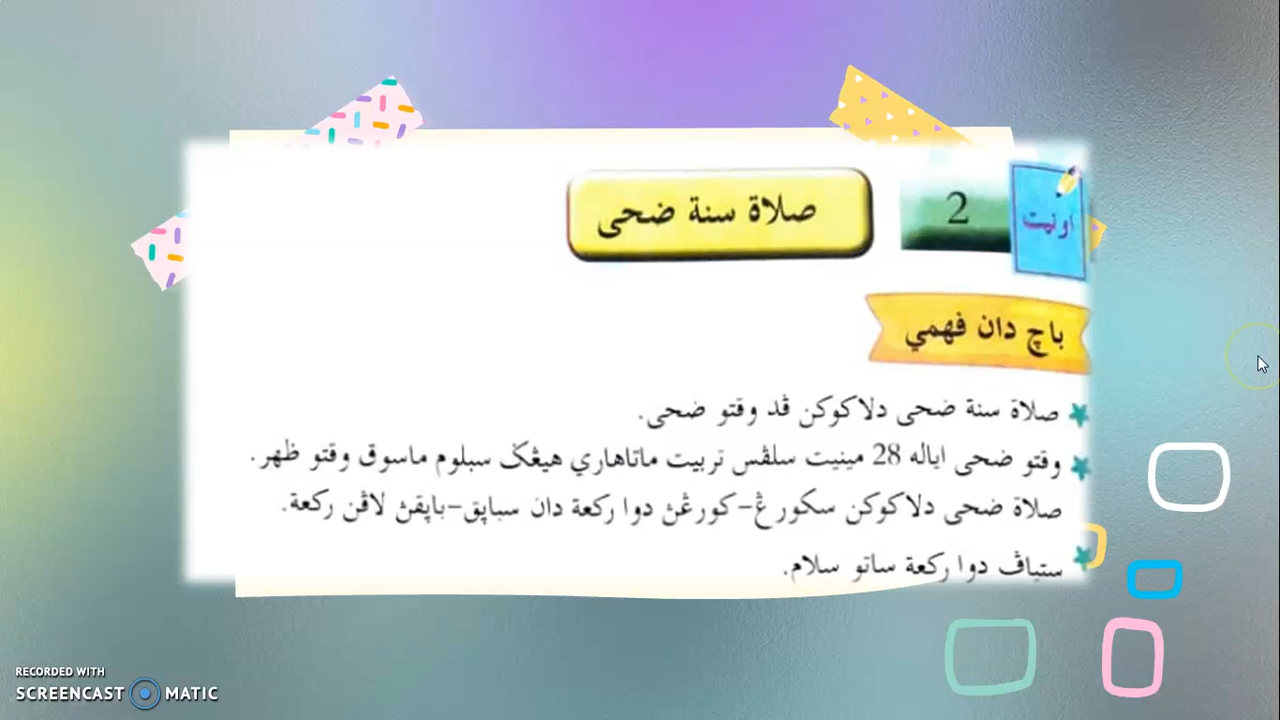 اونيت 2 صلاة سنة ضحى
باچ دان فهمي
صلاة سنة ضحى دلاكوكن ڤد وقتو ضحى.
وقتو ضحى اياله 28 مينيت سلڤس تربيت ماتاهاري هيڠݢ سبلوم ماسوق وقتو ظهر.
صلاة ضحى دلاكوكن سكورڠ-كورڠڽ دوا ركعة دان سباڽق-باڽقڽ لاڤن ركعة.
ستياڤ دوا ركعة ساتو سلام.
RECORDED WITH
SCREENCAST MATIC